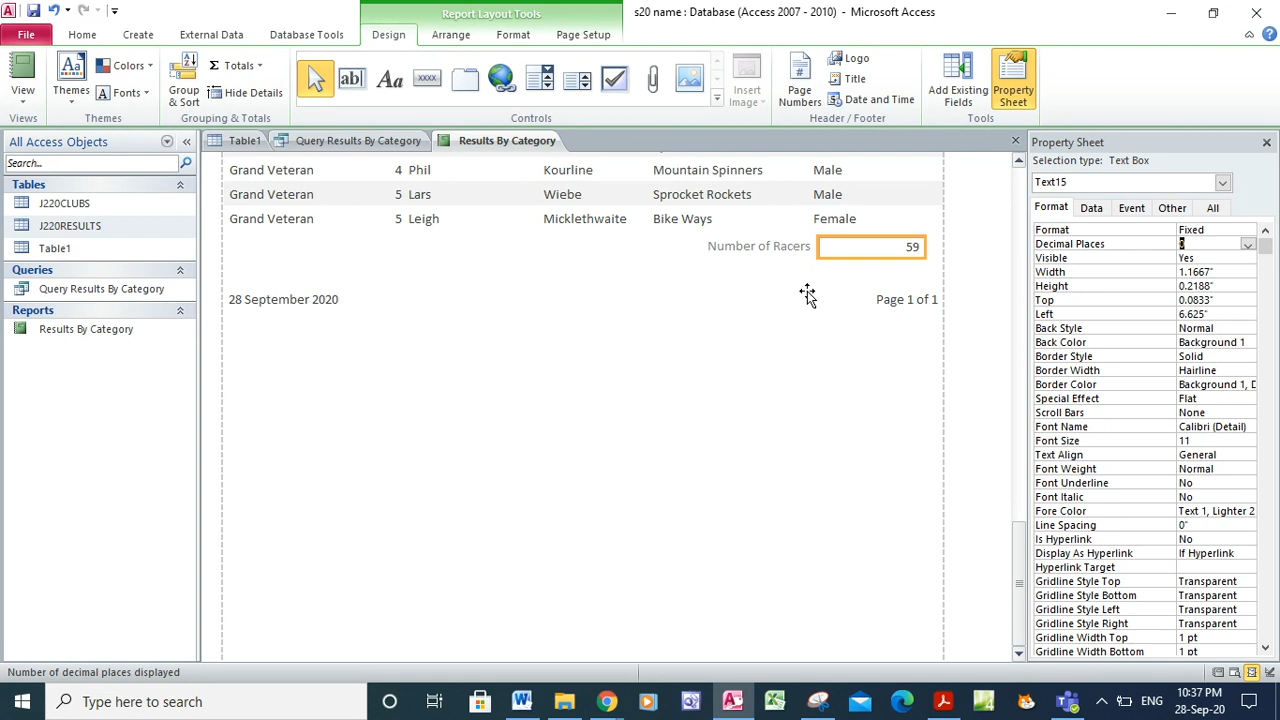 Report Layout Tools
s20 name : Database (Access 2007 - 2010) - Microsoft Access
File Home Create External Data Database Tools Design Arrange Format Page Setup
View
Views
Themes
Colors
Fonts
Themes
Group & Sort
Totals
Hide Details
Grouping & Totals
ab|
Aa
xxxx
Controls
Insert Image
Page Numbers
Logo
Title
Date and Time
Header / Footer
Add Existing Fields
Property Sheet
Tools
All Access Objects
Search...
Tables
J220CLUBS
J220RESULTS
Table1
Queries
Query Results By Category
Reports
Results By Category
Table1 Query Results By Category Results By Category
Grand Veteran 4 Phil Kourline Mountain Spinners Male
Grand Veteran 5 Lars Wiebe Sprocket Rockets Male
Grand Veteran 5 Leigh Micklethwaite Bike Ways Female
Number of Racers 59
28 September 2020 Page 1 of 1
Property Sheet
Selection type: Text Box
Text15
Format Data Event Other All
Format Fixed
Decimal Places 0
Visible Yes
Width 1.1667"
Height 0.2188"
Top 0.0833"
Left 6.625"
Back Style Normal
Back Color Background 1
Border Style Solid
Border Width Hairline
Border Color Background 1, D
Special Effect Flat
Scroll Bars None
Font Name Calibri (Detail)
Font Size 11
Text Align General
Font Weight Normal
Font Underline No
Font Italic No
Fore Color Text 1, Lighter 2
Line Spacing 0"
Is Hyperlink No
Display As Hyperlink If Hyperlink
Hyperlink Target
Gridline Style Top Transparent
Gridline Style Bottom Transparent
Gridline Style Left Transparent
Gridline Style Right Transparent
Gridline Width Top 1 pt
Gridline Width Bottom 1 pt
Number of decimal places displayed
Type here to search
ENG
10:37 PM
28-Sep-20